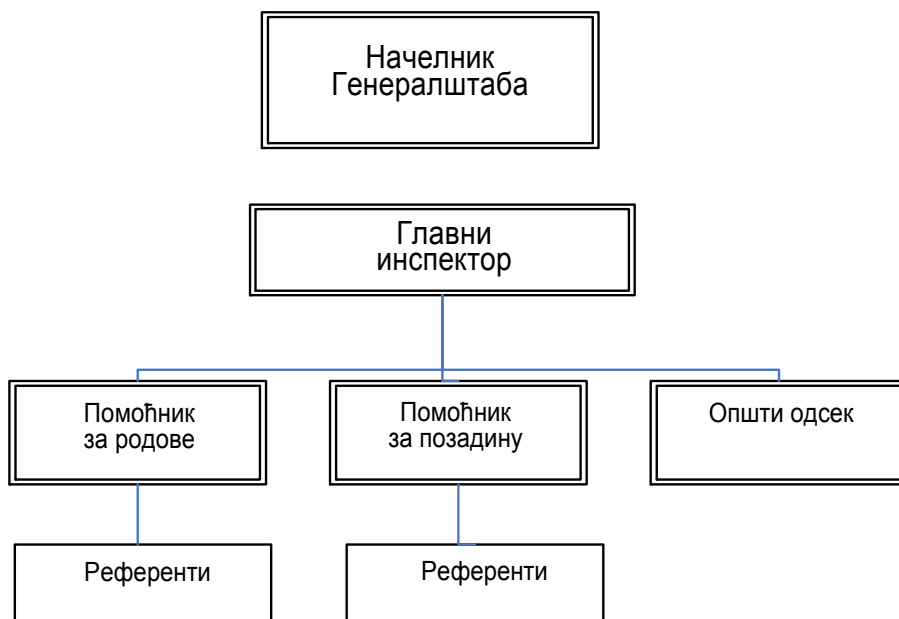 Начелник
Генералштаба
Главни
инспектор
Помоћник
за родове
Помоћник
за позадину
Општи одсек
Референти
Референти